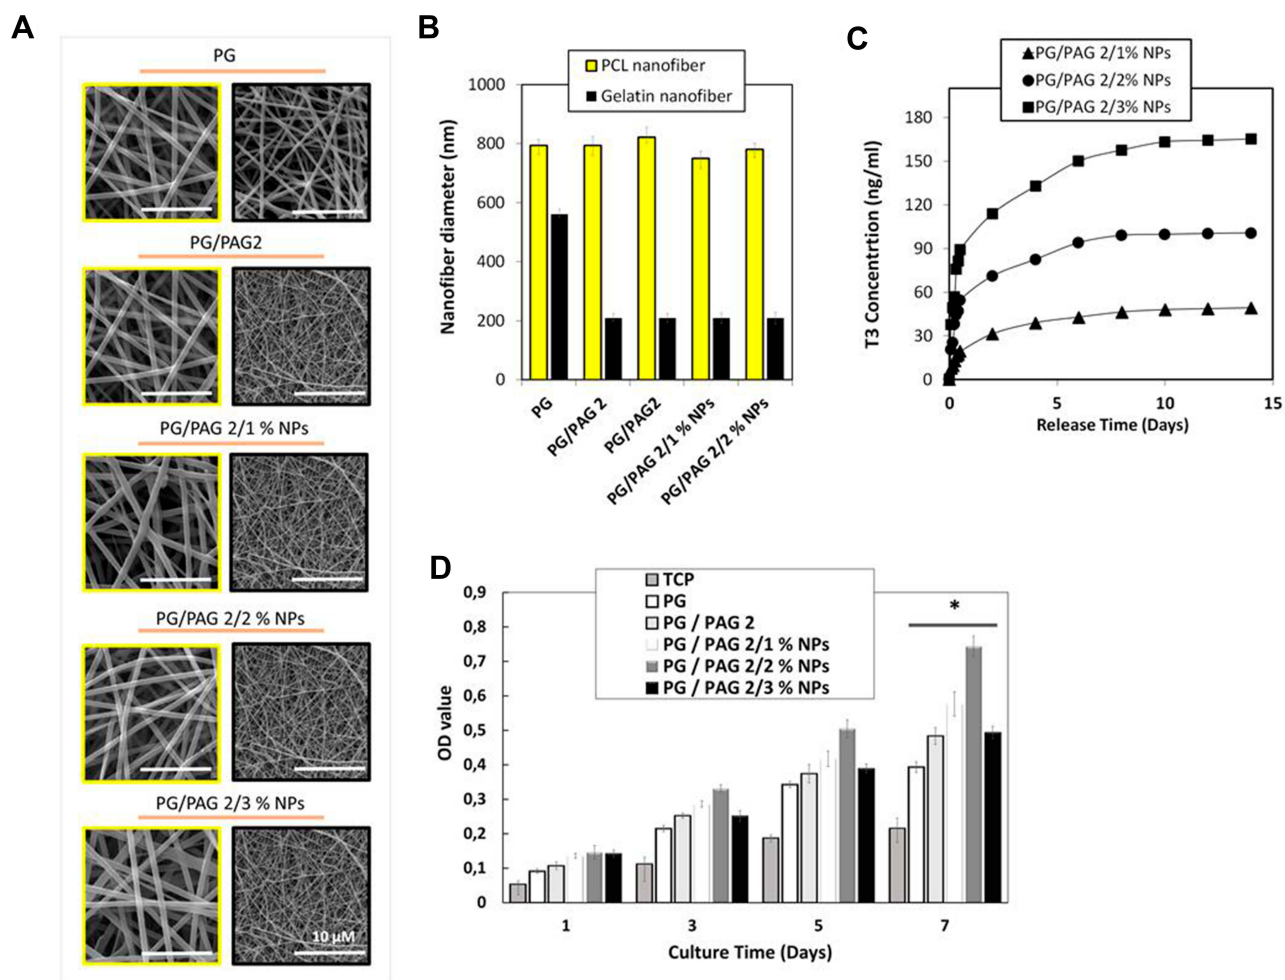 A
PG
PG/PAG2
PG/PAG 2/1 % NPs
PG/PAG 2/2 % NPs
PG/PAG 2/3 % NPs
10 µM
B
PCL nanofiber
Gelatin nanofiber
Nanofiber diameter (nm)
1000
800
600
400
200
0
PG
PG/PAG 2
PG/PAG2
PG/PAG 2/1 % NPs
PG/PAG 2/2 % NPs
C
PG/PAG 2/1% NPs
PG/PAG 2/2% NPs
PG/PAG 2/3% NPs
T3 Concentrtion (ng/ml)
180
150
120
90
60
30
0
0 5 10 15
Release Time (Days)
D
TCP
PG
PG / PAG 2
PG / PAG 2/1 % NPs
PG / PAG 2/2 % NPs
PG / PAG 2/3 % NPs
*
OD value
0,9
0,8
0,7
0,6
0,5
0,4
0,3
0,2
0,1
0
1 3 5 7
Culture Time (Days)